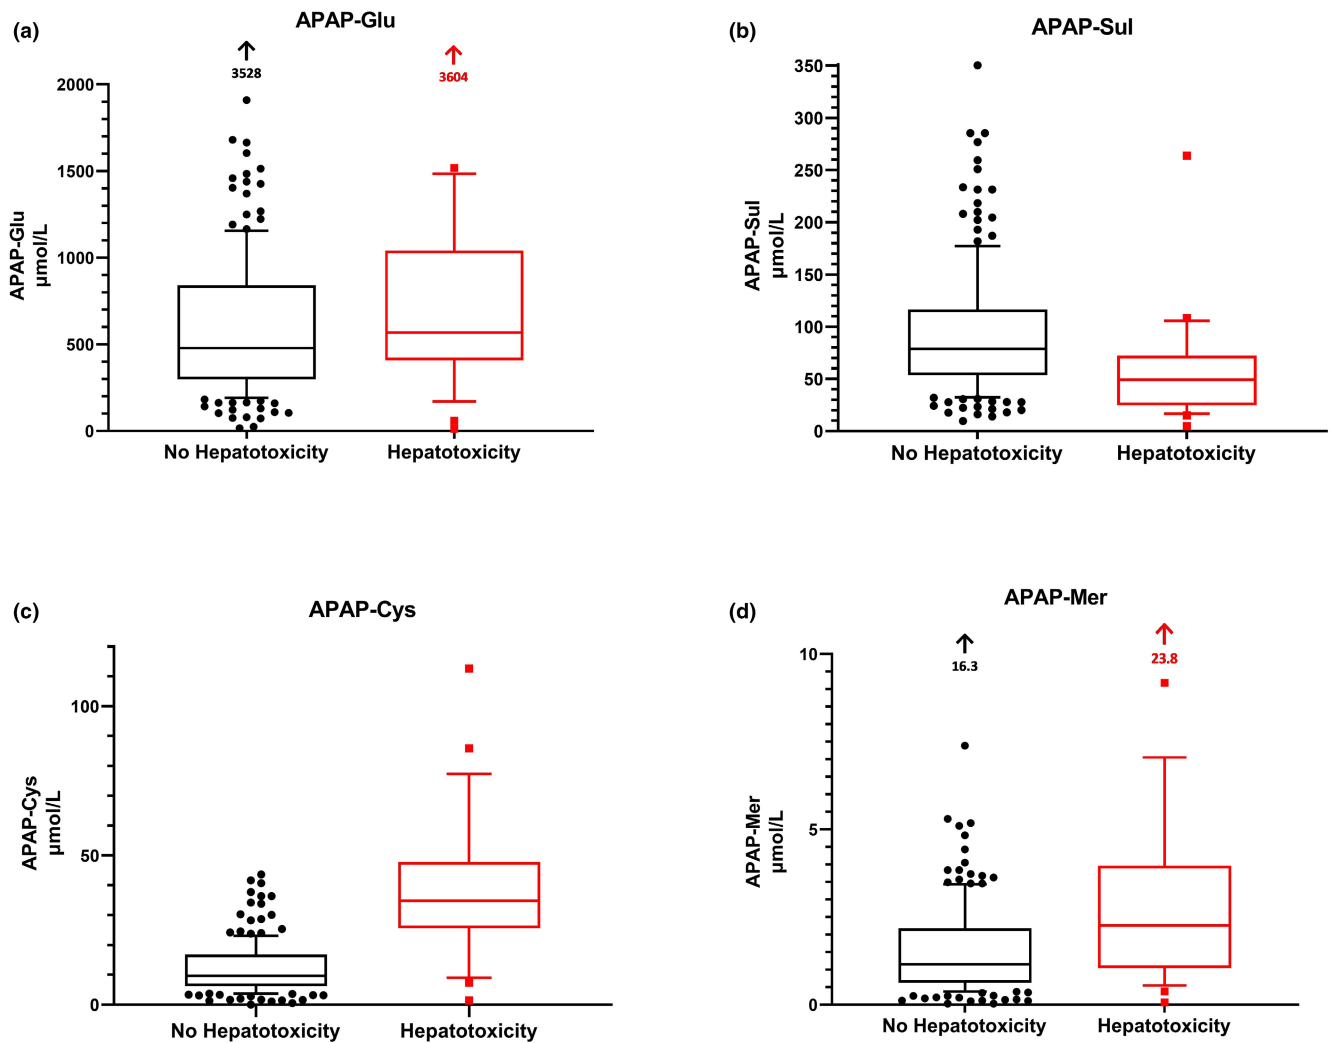 (a)
APAP-Glu
3528
3604
2000
1500
1000
500
0
APAP-Glu
µmol/L
No Hepatotoxicity
Hepatotoxicity
(b)
APAP-Sul
350
300
250
200
150
100
50
0
APAP-Sul
µmol/L
No Hepatotoxicity
Hepatotoxicity
(c)
APAP-Cys
100
50
0
APAP-Cys
µmol/L
No Hepatotoxicity
Hepatotoxicity
(d)
APAP-Mer
16.3
23.8
10
5
0
APAP-Mer
µmol/L
No Hepatotoxicity
Hepatotoxicity